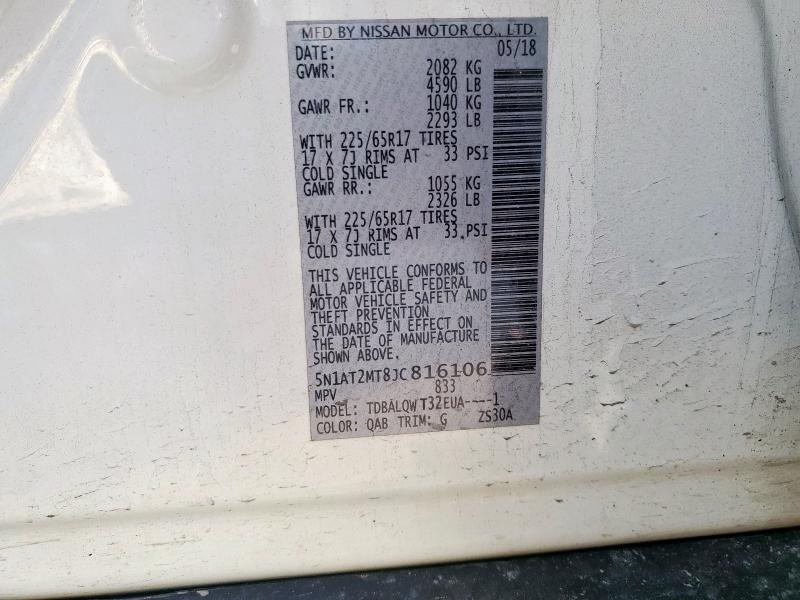 MFD BY NISSAN MOTOR CO., LTD.
DATE: 05/18
GVWR: 2082 KG
4590 LB
GAWR FR.: 1040 KG
2293 LB
WITH 225/65R17 TIRES
17 X 7J RIMS AT 33 PSI
COLD SINGLE
GAWR RR.: 1055 KG
2326 LB
WITH 225/65R17 TIRES
17 X 7J RIMS AT 33 PSI
COLD SINGLE
THIS VEHICLE CONFORMS TO
ALL APPLICABLE FEDERAL
MOTOR VEHICLE SAFETY AND
THEFT PREVENTION
STANDARDS IN EFFECT ON
THE DATE OF MANUFACTURE
SHOWN ABOVE.
5N1AT2MT8JC816106
MPV 833
MODEL: TDBALQWT32EUA----1
COLOR: QAB TRIM: G ZS30A